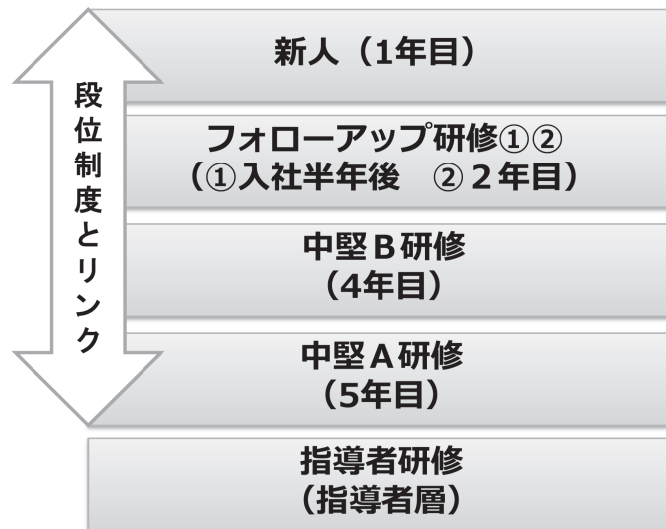 段位制度とリンク
新人（1年目）
フォローアップ研修①②
（①入社半年後　②２年目）
中堅Ｂ研修
（4年目）
中堅Ａ研修
（5年目）
指導者研修
（指導者層）